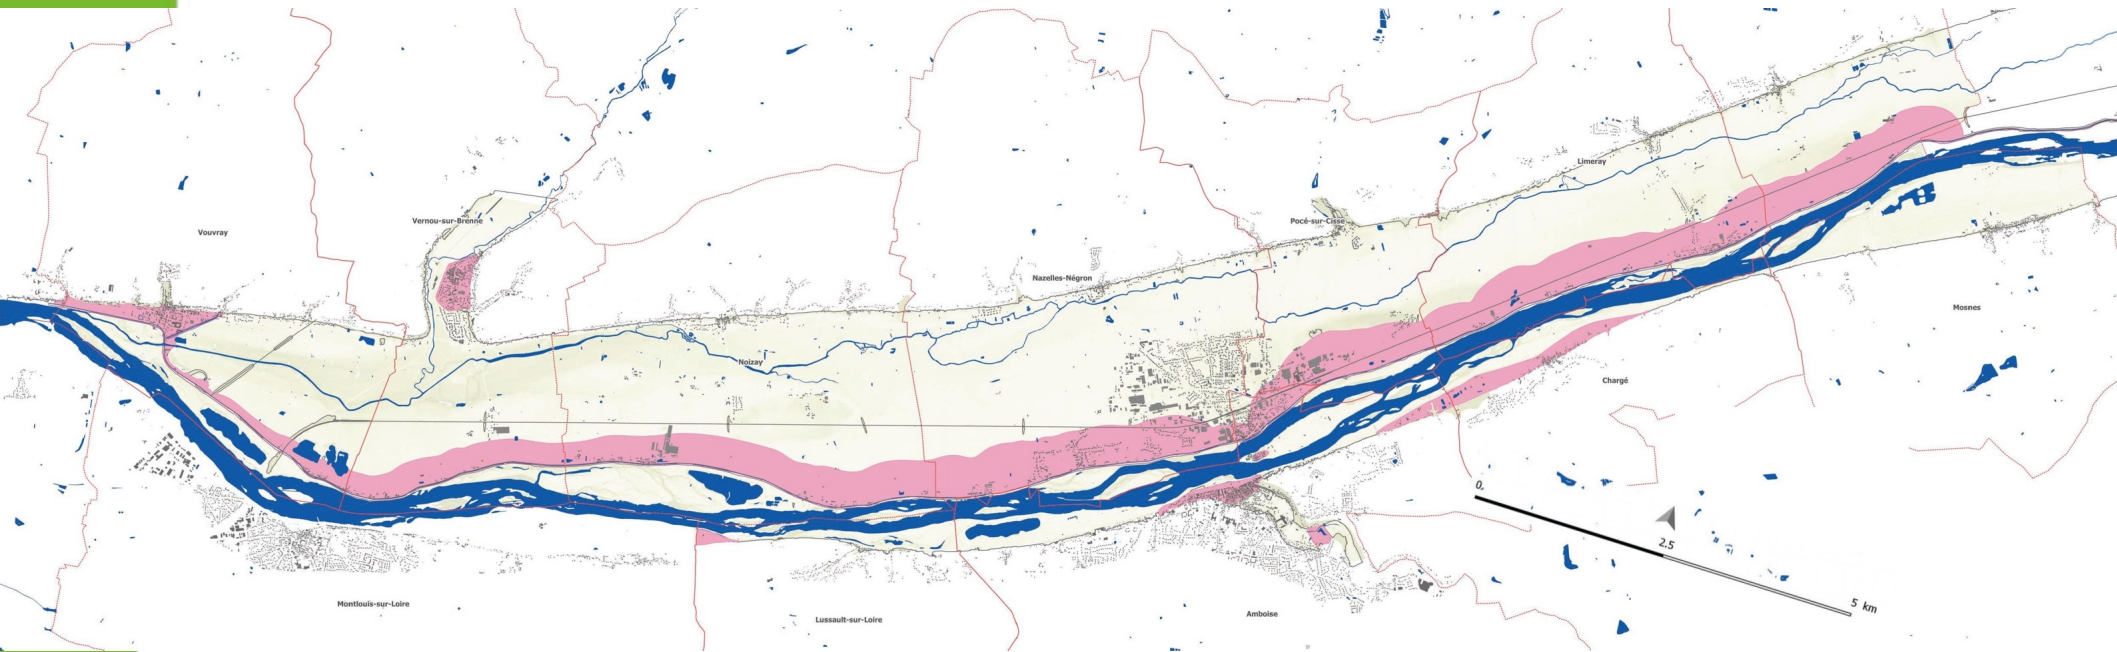 Limeray
Pocé-sur-Cisse
Vernou-sur-Brenne
Vouvray
Nazelles-Négron
Mosnes
Noizay
Chargé
0
2.5
5 km
Montlouis-sur-Loire
Lussault-sur-Loire
Amboise